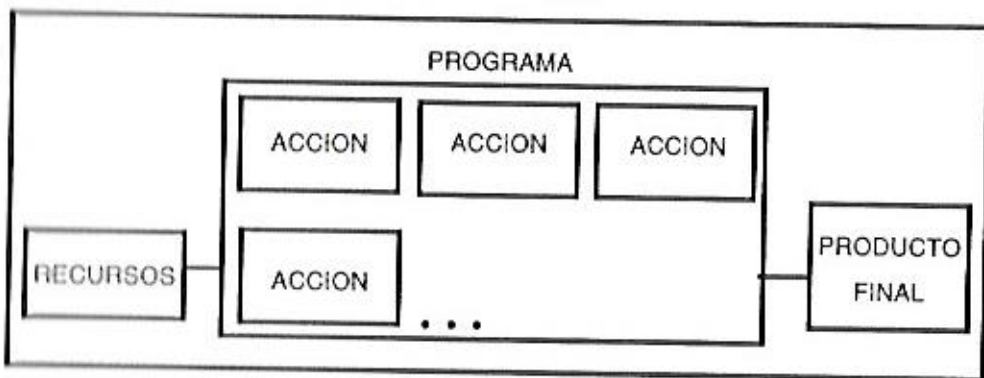 PROGRAMA
ACCION
ACCION
ACCION
RECURSOS
ACCION
...
PRODUCTO
FINAL